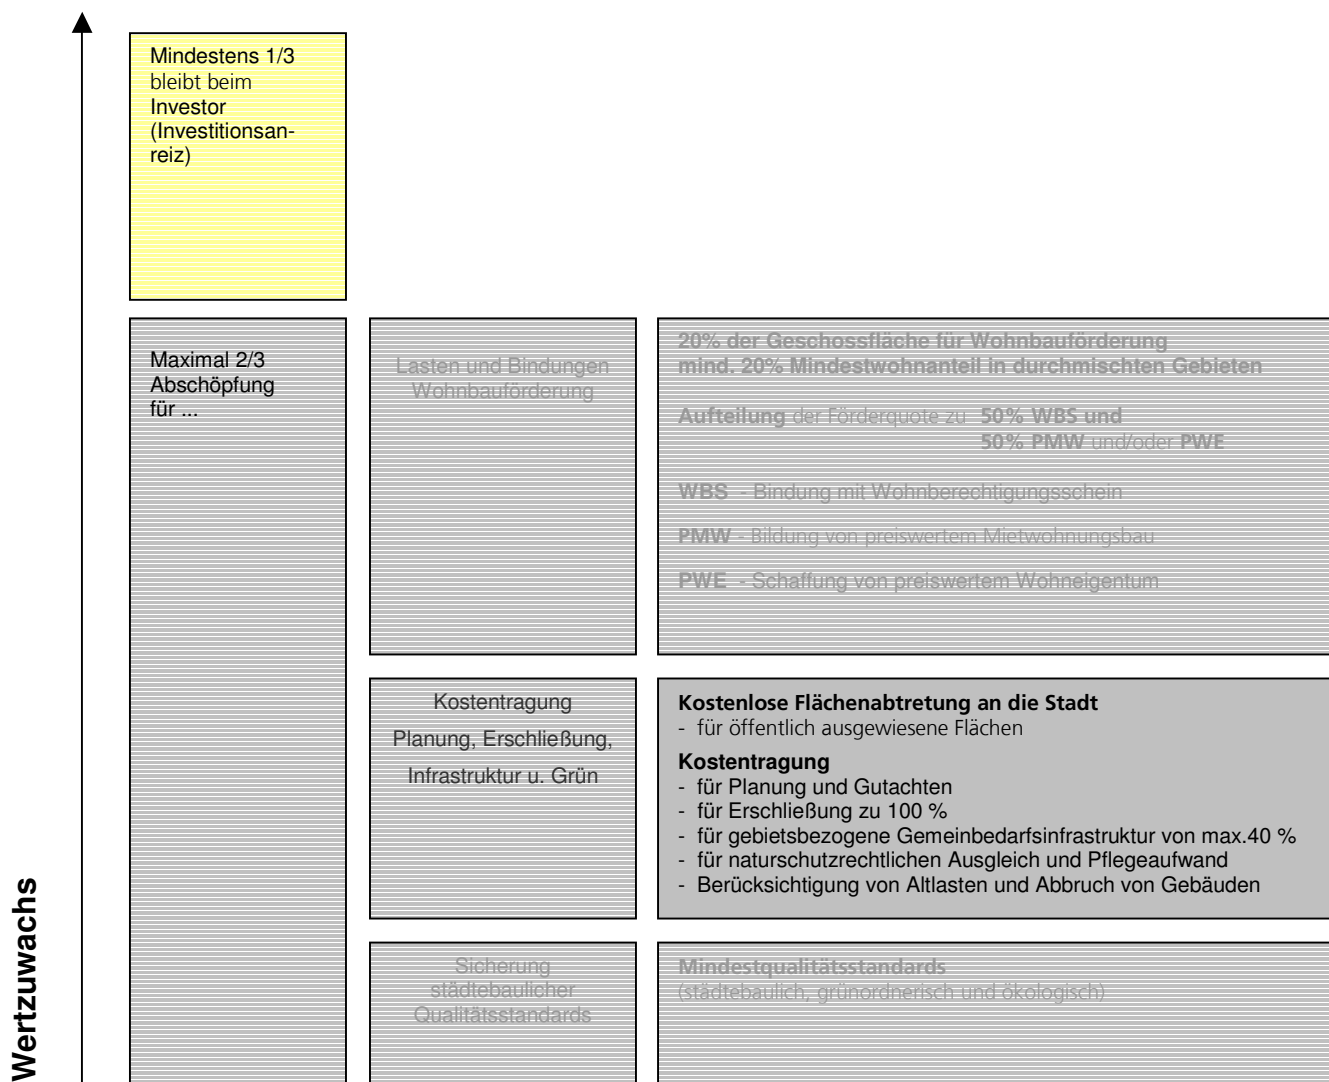 Mindestens 1/3
bleibt beim
Investor
(Investitionsan-
reiz)
Maximal 2/3
Abschöpfung
für ...
Lasten und Bindungen
Wohnbauförderung
20% der Geschossfläche für Wohnbauförderung
mind. 20% Mindestwohnanteil in durchmischten Gebieten
Aufteilung der Förderquote zu 50% WBS und
50% PMW und/oder PWE
WBS - Bindung mit Wohnberechtigungsschein
PMW - Bildung von preiswertem Mietwohnungsbau
PWE - Schaffung von preiswertem Wohneigentum
Kostentragung
Planung, Erschließung,
Infrastruktur u. Grün
Kostenlose Flächenabtretung an die Stadt
- für öffentlich ausgewiesene Flächen
Kostentragung
- für Planung und Gutachten
- für Erschließung zu 100 %
- für gebietsbezogene Gemeinbedarfsinfrastruktur von max.40 %
- für naturschutzrechtlichen Ausgleich und Pflegeaufwand
- Berücksichtigung von Altlasten und Abbruch von Gebäuden
Sicherung
städtebaulicher
Qualitätsstandards
Mindestqualitätsstandards
(städtebaulich, grünordnerisch und ökologisch)
Wertzuwachs